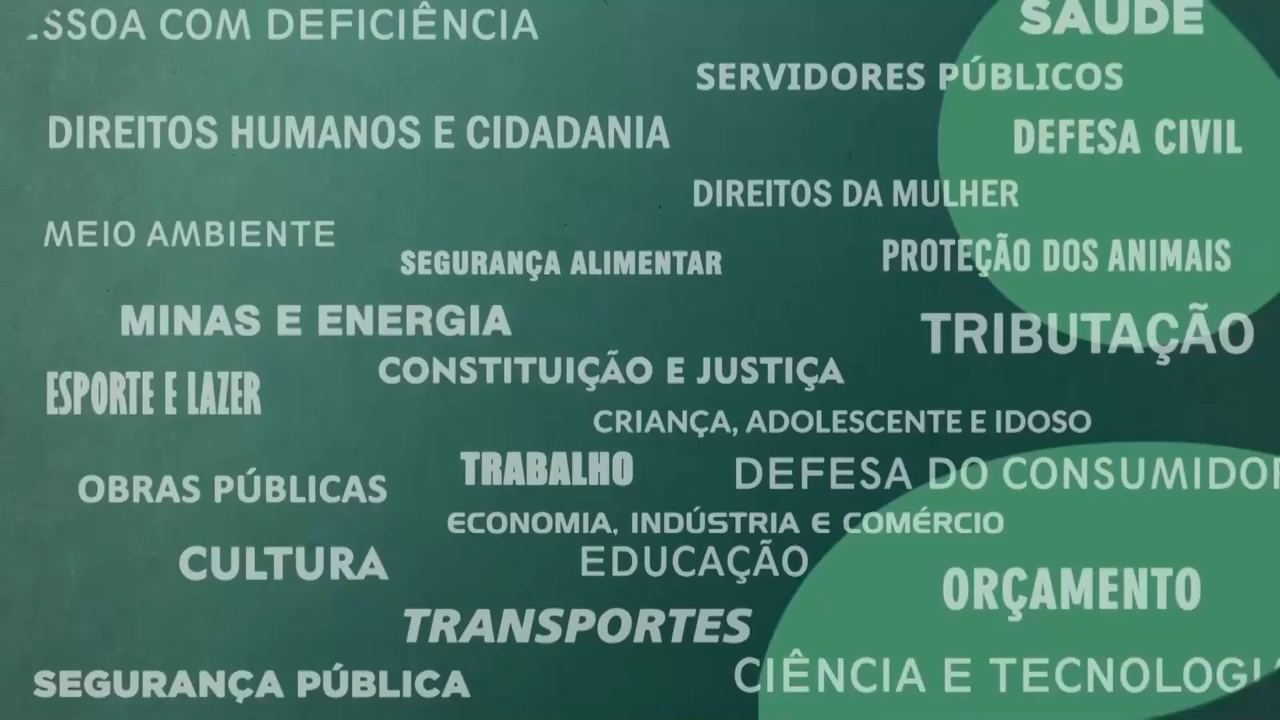 SSOA COM DEFICIÊNCIA
SAÚDE
SERVIDORES PÚBLICOS
DIREITOS HUMANOS E CIDADANIA
DEFESA CIVIL
DIREITOS DA MULHER
MEIO AMBIENTE
SEGURANÇA ALIMENTAR
PROTEÇÃO DOS ANIMAIS
MINAS E ENERGIA
TRIBUTAÇÃO
CONSTITUIÇÃO E JUSTIÇA
ESPORTE E LAZER
CRIANÇA, ADOLESCENTE E IDOSO
TRABALHO
DEFESA DO CONSUMIDOR
OBRAS PÚBLICAS
ECONOMIA, INDÚSTRIA E COMÉRCIO
CULTURA
EDUCAÇÃO
ORÇAMENTO
TRANSPORTES
CIÊNCIA E TECNOLOGI
SEGURANÇA PÚBLICA